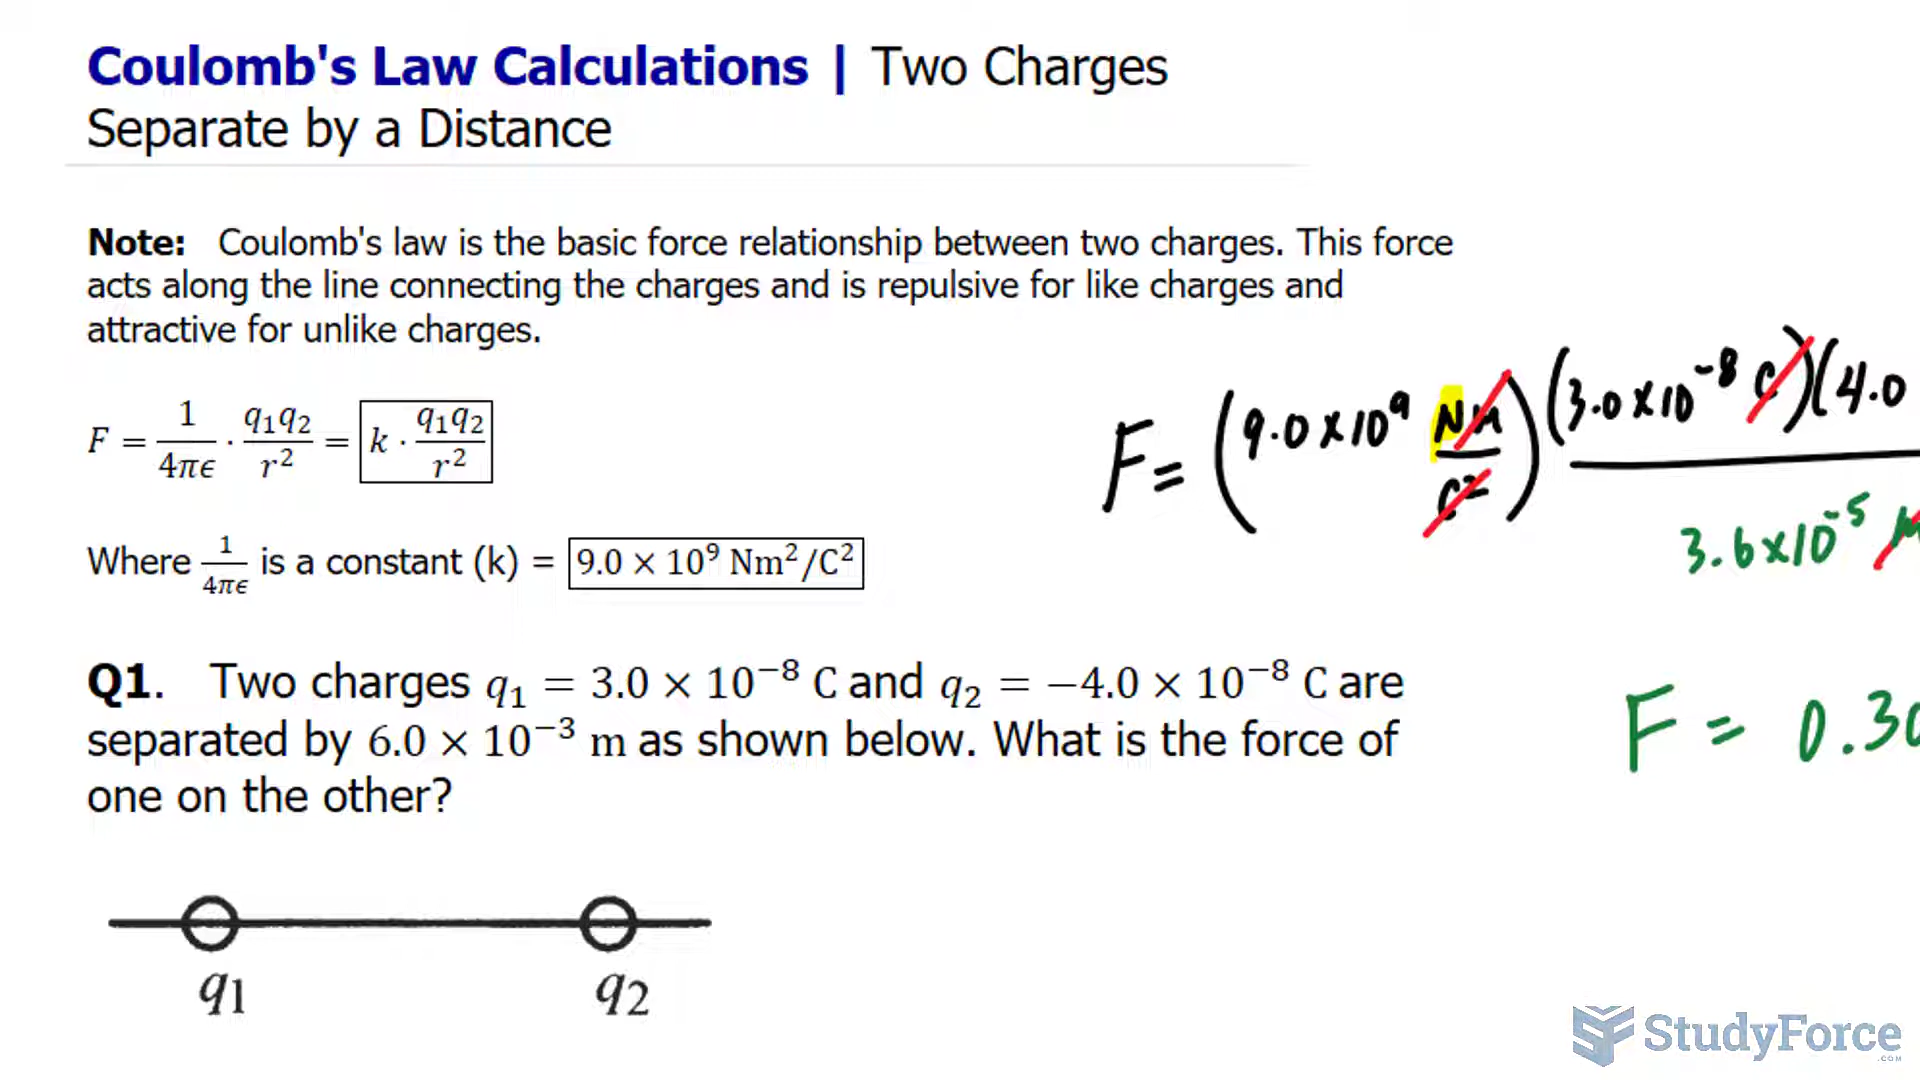 Coulomb's Law Calculations | Two Charges
Separate by a Distance
Note: Coulomb's law is the basic force relationship between two charges. This force
acts along the line connecting the charges and is repulsive for like charges and
attractive for unlike charges.
F = 1/4πϵ · q₁q₂/r² = k · q₁q₂/r²
Where 1/4πϵ is a constant (k) = 9.0 × 10⁹ Nm²/C²
F = (9.0 x 10⁹ NM/C²) (3.0 x 10⁻⁸ C)(4.0
3.6 x 10⁻⁵ M
Q1. Two charges q₁ = 3.0 × 10⁻⁸ C and q₂ = −4.0 × 10⁻⁸ C are
separated by 6.0 × 10⁻³ m as shown below. What is the force of
one on the other?
F = 0.30
q1
q2
StudyForce
.COM